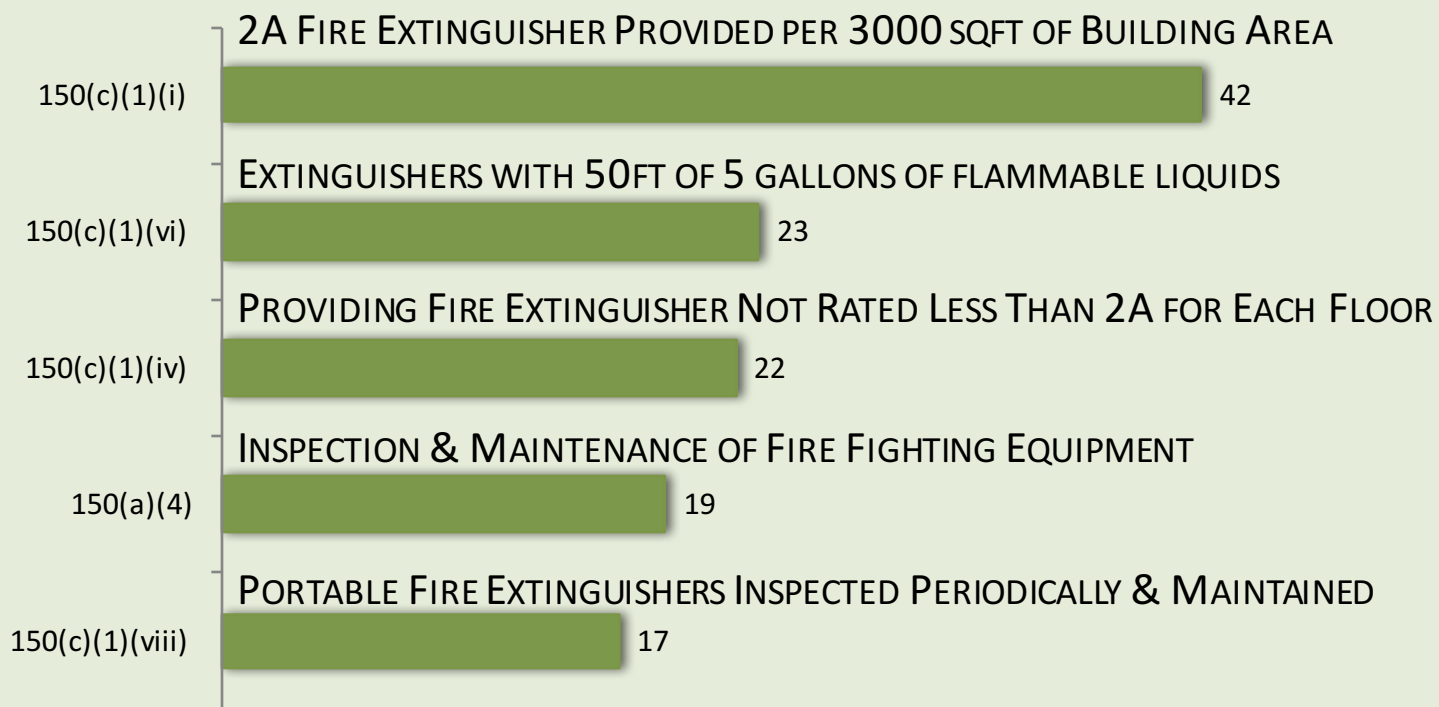 2A FIRE EXTINGUISHER PROVIDED PER 3000 SQFT OF BUILDING AREA
150(c)(1)(i) 42
EXTINGUISHERS WITH 50FT OF 5 GALLONS OF FLAMMABLE LIQUIDS
150(c)(1)(vi) 23
PROVIDING FIRE EXTINGUISHER NOT RATED LESS THAN 2A FOR EACH FLOOR
150(c)(1)(iv) 22
INSPECTION & MAINTENANCE OF FIRE FIGHTING EQUIPMENT
150(a)(4) 19
PORTABLE FIRE EXTINGUISHERS INSPECTED PERIODICALLY & MAINTAINED
150(c)(1)(viii) 17